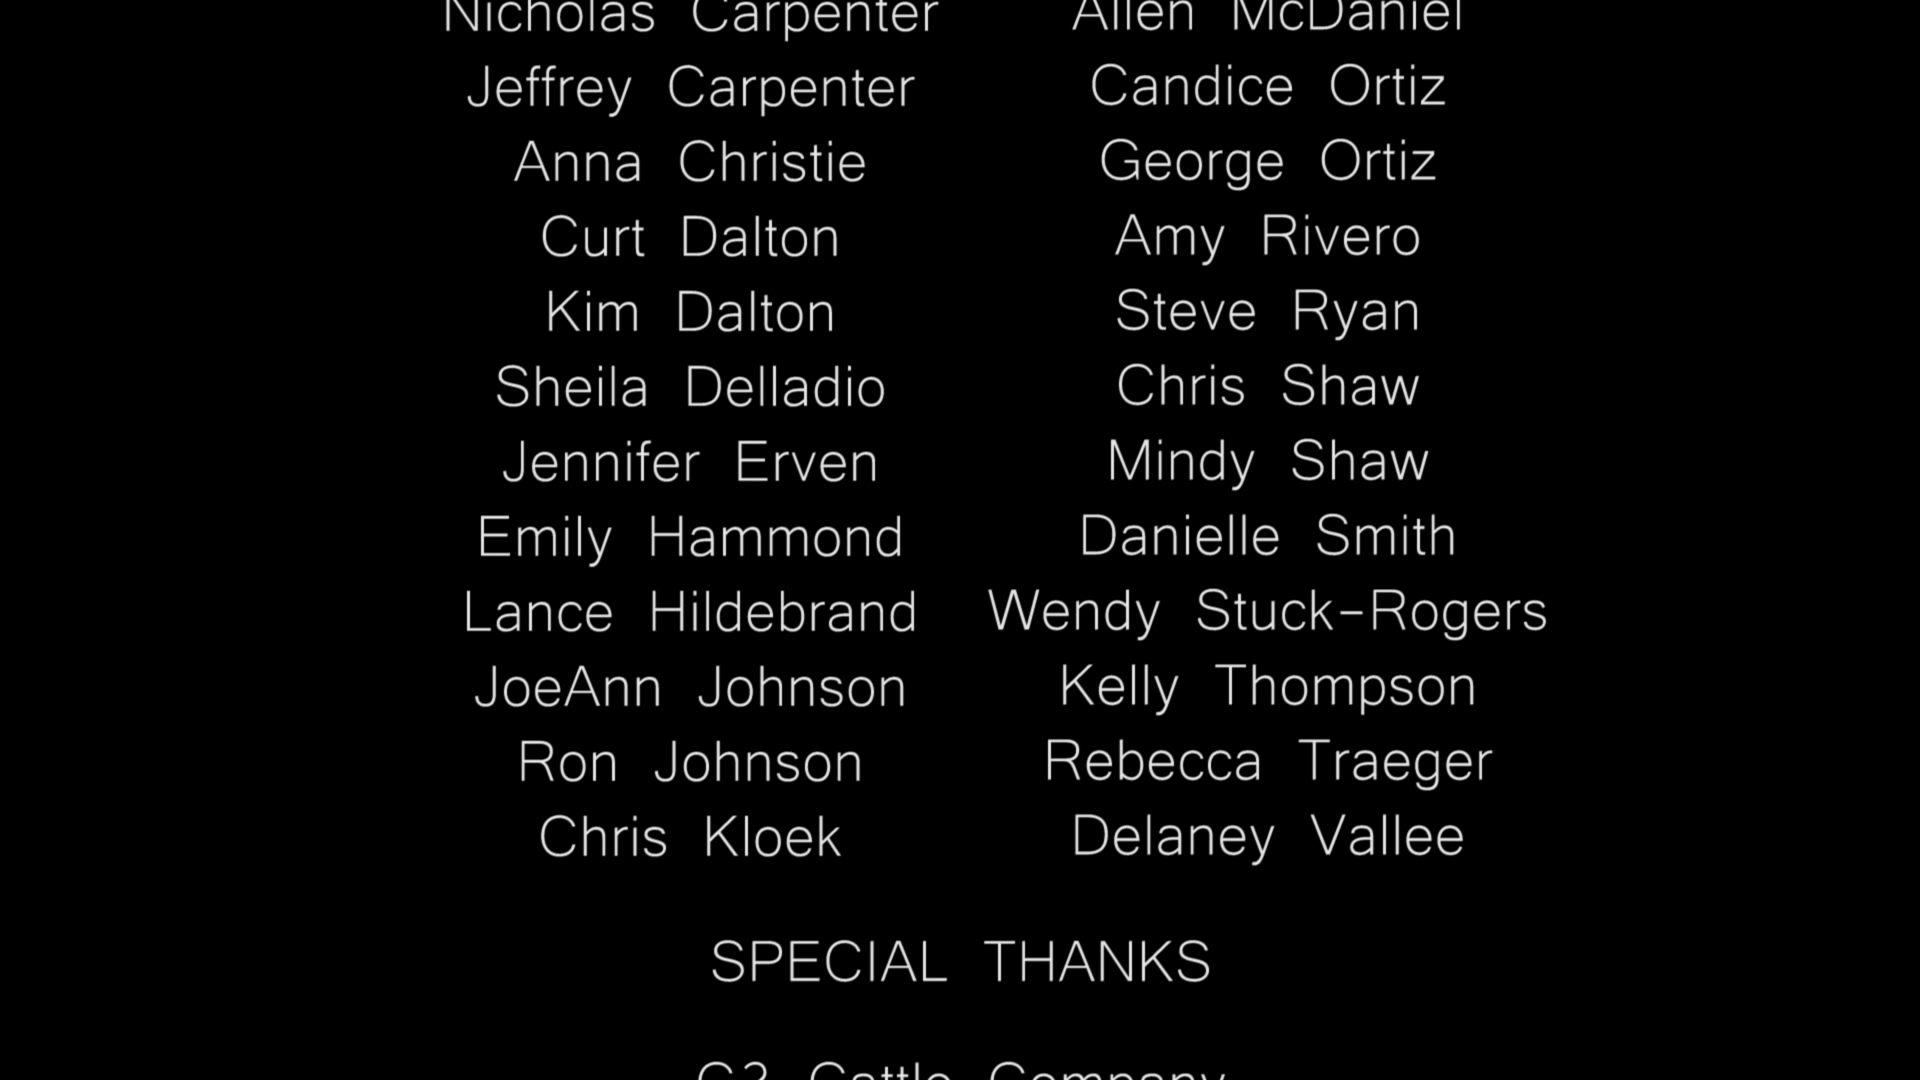 Nicholas Carpenter
Jeffrey Carpenter
Anna Christie
Curt Dalton
Kim Dalton
Sheila Delladio
Jennifer Erven
Emily Hammond
Lance Hildebrand
JoeAnn Johnson
Ron Johnson
Chris Kloek
Allen McDaniel
Candice Ortiz
George Ortiz
Amy Rivero
Steve Ryan
Chris Shaw
Mindy Shaw
Danielle Smith
Wendy Stuck-Rogers
Kelly Thompson
Rebecca Traeger
Delaney Vallee
SPECIAL THANKS
Cattle Company